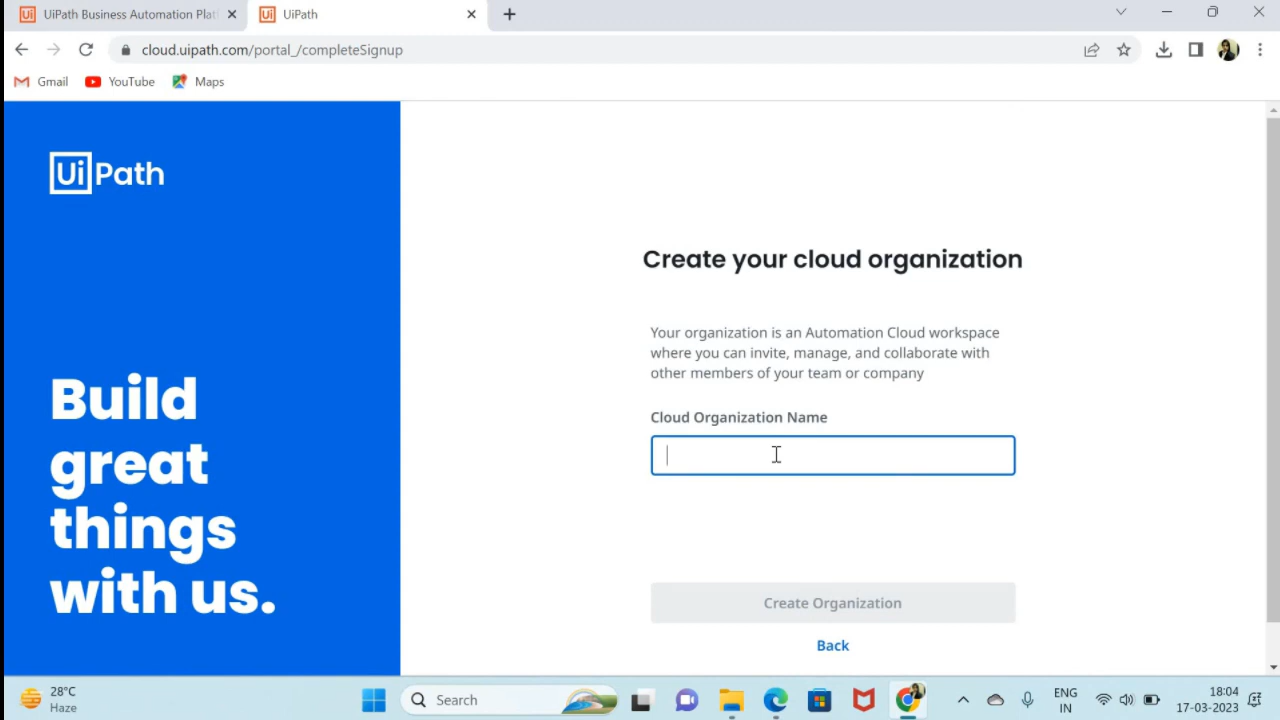 UiPath Business Automation Plat
UiPath
cloud.uipath.com/portal_/completeSignup
Gmail
YouTube
Maps
UiPath
Build
great
things
with us.
Create your cloud organization
Your organization is an Automation Cloud workspace
where you can invite, manage, and collaborate with
other members of your team or company
Cloud Organization Name
Create Organization
Back
28°C
Haze
Search
ENG
IN
18:04
17-03-2023